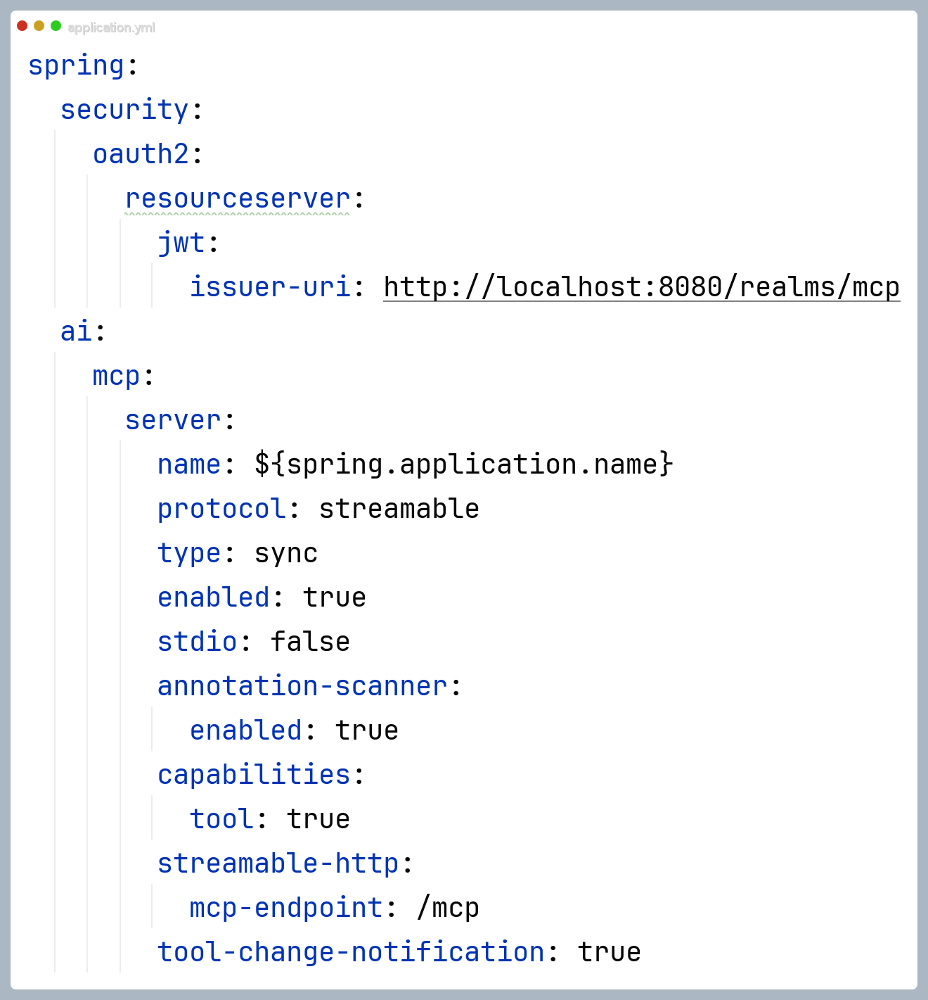 application.yml
spring:
  security:
    oauth2:
      resourceserver:
        jwt:
          issuer-uri: http://localhost:8080/realms/mcp
  ai:
    mcp:
      server:
        name: ${spring.application.name}
        protocol: streamable
        type: sync
        enabled: true
        stdio: false
        annotation-scanner:
          enabled: true
        capabilities:
          tool: true
        streamable-http:
          mcp-endpoint: /mcp
        tool-change-notification: true